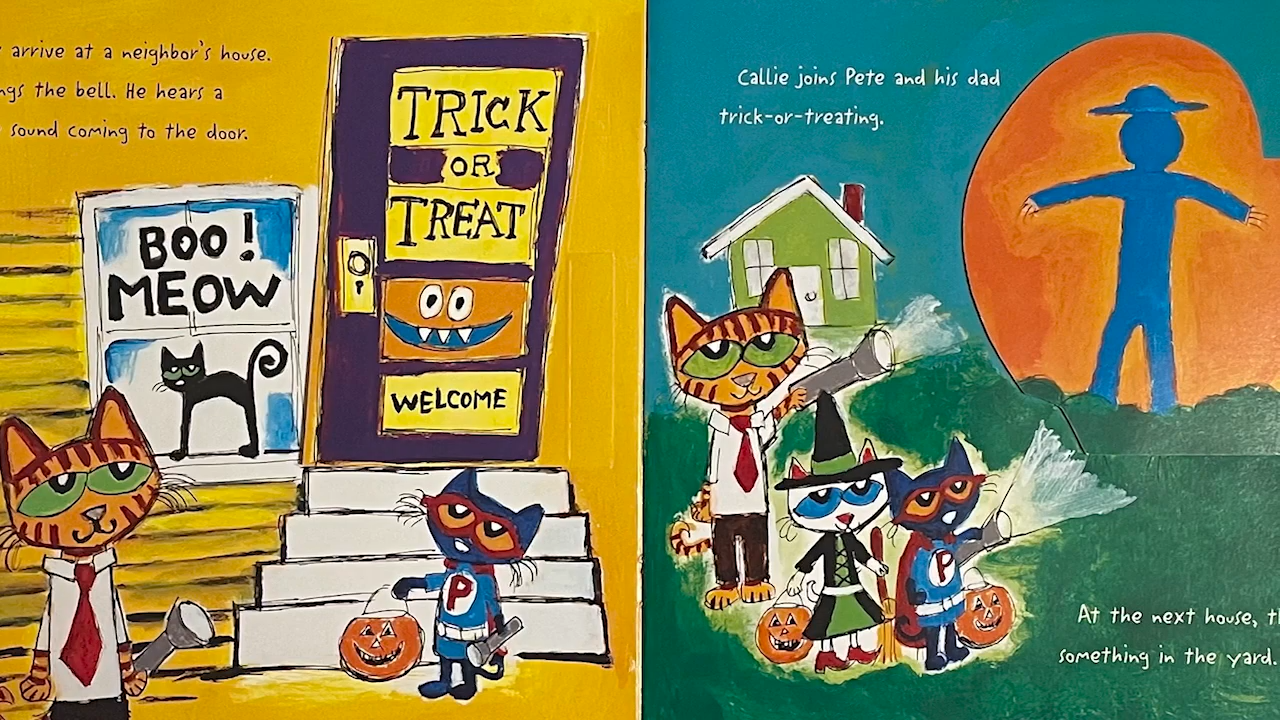 arrive at a neighbor's house.
the bell. He hears a
sound coming to the door.
TRICK
OR
TREAT
BOO!
MEOW
WELCOME
P
Callie joins Pete and his dad
trick-or-treating.
P
At the next house,
something in the yard.